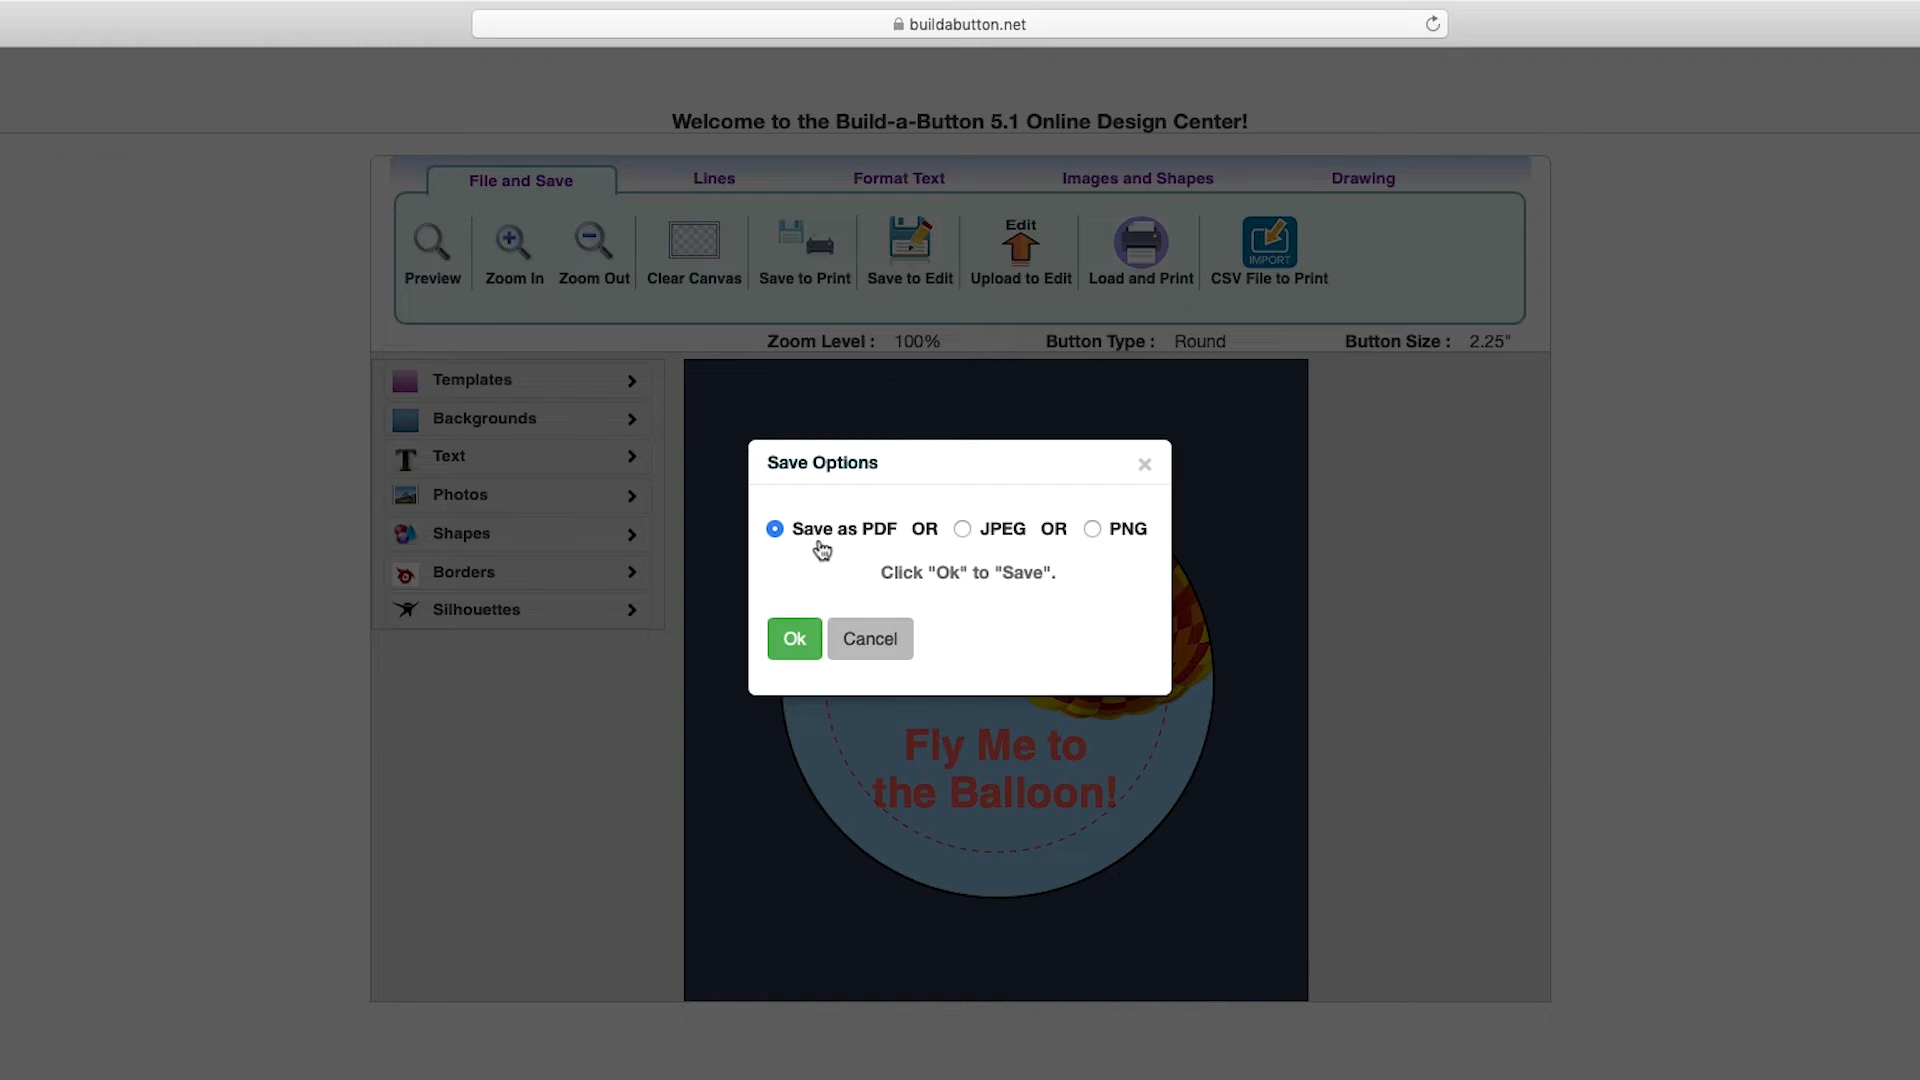 buildabutton.net
Welcome to the Build-a-Button 5.1 Online Design Center!
File and Save Lines Format Text Images and Shapes Drawing
Edit
IMPORT
Preview Zoom In Zoom Out Clear Canvas Save to Print Save to Edit Upload to Edit Load and Print CSV File to Print
Zoom Level : 100% Button Type : Round Button Size : 2.25"
Templates
Backgrounds
T Text
Photos
Shapes
Borders
Silhouettes
Save Options
×
Save as PDF OR JPEG OR PNG
Click "Ok" to "Save".
Ok Cancel
Fly Me to
the Balloon!